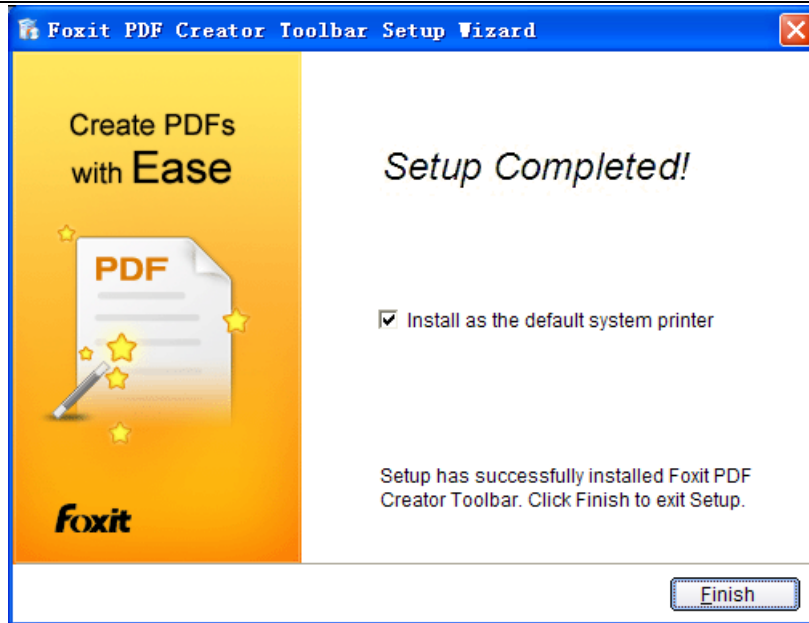 Foxit PDF Creator Toolbar Setup Wizard
Create PDFs
with Ease
PDF
Foxit
Setup Completed!
Install as the default system printer
Setup has successfully installed Foxit PDF
Creator Toolbar. Click Finish to exit Setup.
Finish